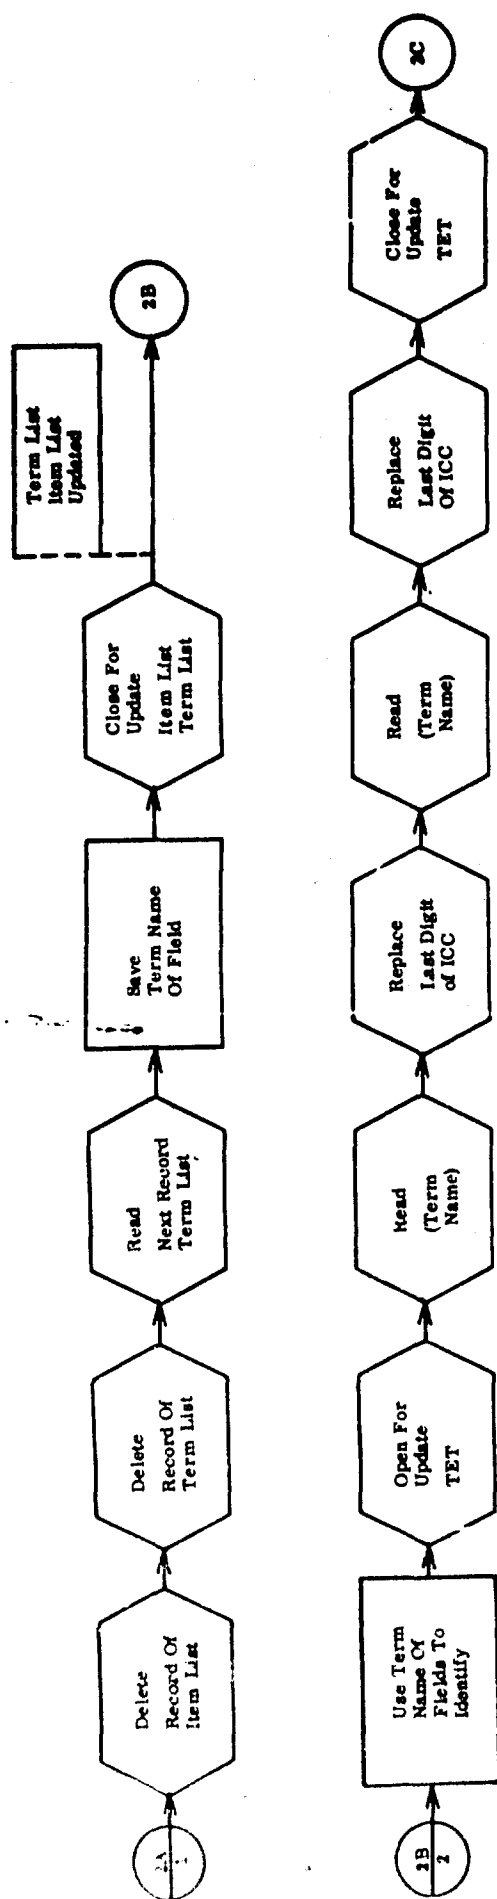 2A
Delete
Record Of
Item List
Delete
Record Of
Term List
Read
Next Record
Term List
Save
Term Name
Of Field
Close For
Update
Item List
Term List
Term List
Item List
Updated
2B
2B
2
Use Term
Name Of
Fields To
Identify
Open For
Update
TET
Read
(Term
Name)
Replace
Last Digit
of ICC
Read
(Term
Name)
Replace
Last Digit
Of ICC
Close For
Update
TET
2C